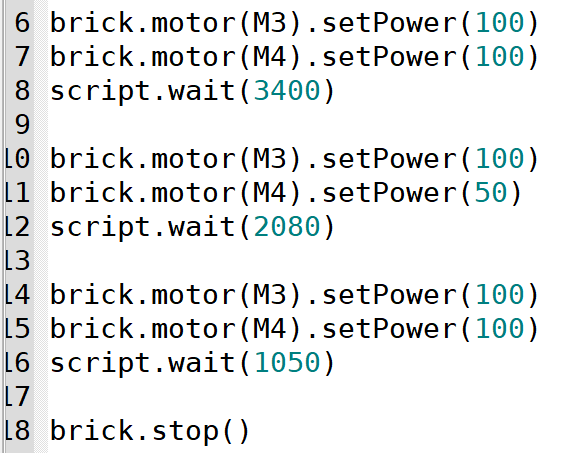 6 brick.motor(M3).setPower(100)
7 brick.motor(M4).setPower(100)
8 script.wait(3400)
9
10 brick.motor(M3).setPower(100)
11 brick.motor(M4).setPower(50)
12 script.wait(2080)
13
14 brick.motor(M3).setPower(100)
15 brick.motor(M4).setPower(100)
16 script.wait(1050)
17
18 brick.stop()